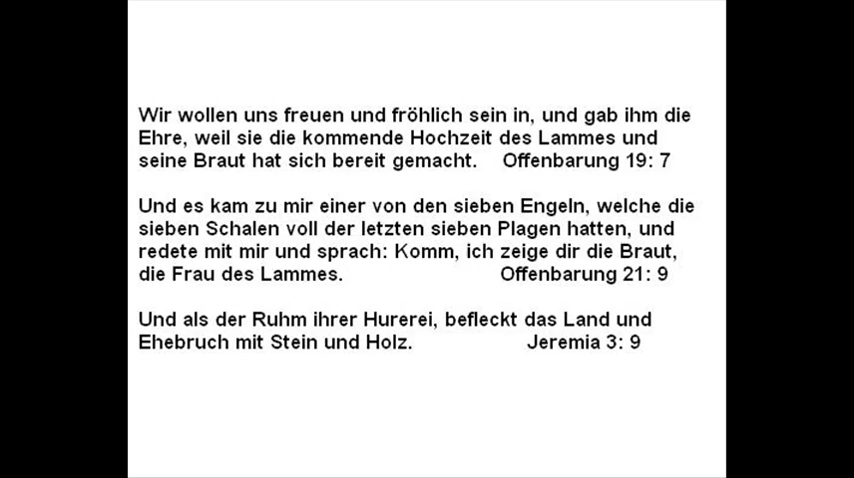 Wir wollen uns freuen und fröhlich sein in, und gab ihm die
Ehre, weil sie die kommende Hochzeit des Lammes und
seine Braut hat sich bereit gemacht. Offenbarung 19: 7
Und es kam zu mir einer von den sieben Engeln, welche die
sieben Schalen voll der letzten sieben Plagen hatten, und
redete mit mir und sprach: Komm, ich zeige dir die Braut,
die Frau des Lammes. Offenbarung 21: 9
Und als der Ruhm ihrer Hurerei, befleckt das Land und
Ehebruch mit Stein und Holz. Jeremia 3: 9